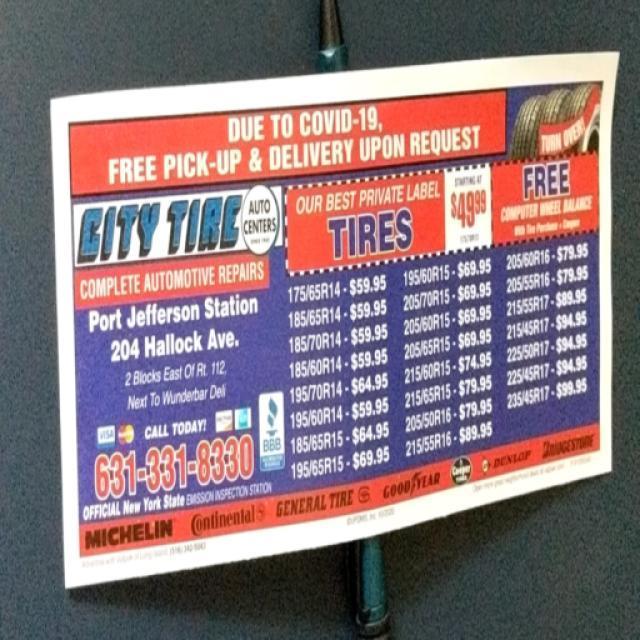 DUE TO COVID-19,
FREE PICK-UP & DELIVERY UPON REQUEST
TURN OVER!
CITY TIRE
AUTO
CENTERS
COMPLETE AUTOMOTIVE REPAIRS
Port Jefferson Station
204 Hallock Ave.
2 Blocks East Of Rt. 112,
Next To Wunderbar Deli
VISA
CALL TODAY!
631-331-8330
BBB
OFFICIAL New York State EMISSION INSPECTION STATION
OUR BEST PRIVATE LABEL
TIRES
STARTING AT
$49.99
FREE
COMPUTER WHEEL BALANCE
With Tire Purchase • Coupon
175/65R14 - $59.95
185/65R14 - $59.95
185/70R14 - $59.95
185/60R14 - $59.95
195/70R14 - $64.95
195/60R14 - $59.95
185/65R15 - $64.95
195/65R15 - $69.95
195/60R15 - $69.95
205/70R15 - $69.95
205/60R15 - $69.95
205/65R15 - $69.95
215/60R15 - $74.95
215/65R15 - $79.95
205/50R16 - $79.95
215/55R16 - $89.95
205/60R16 - $79.95
205/55R16 - $79.95
215/55R17 - $89.95
215/45R17 - $94.95
225/50R17 - $94.95
225/45R17 - $94.95
235/45R17 - $99.95
MICHELIN Continental GENERAL TIRE GOODYEAR Cooper DUNLOP BRIDGESTONE